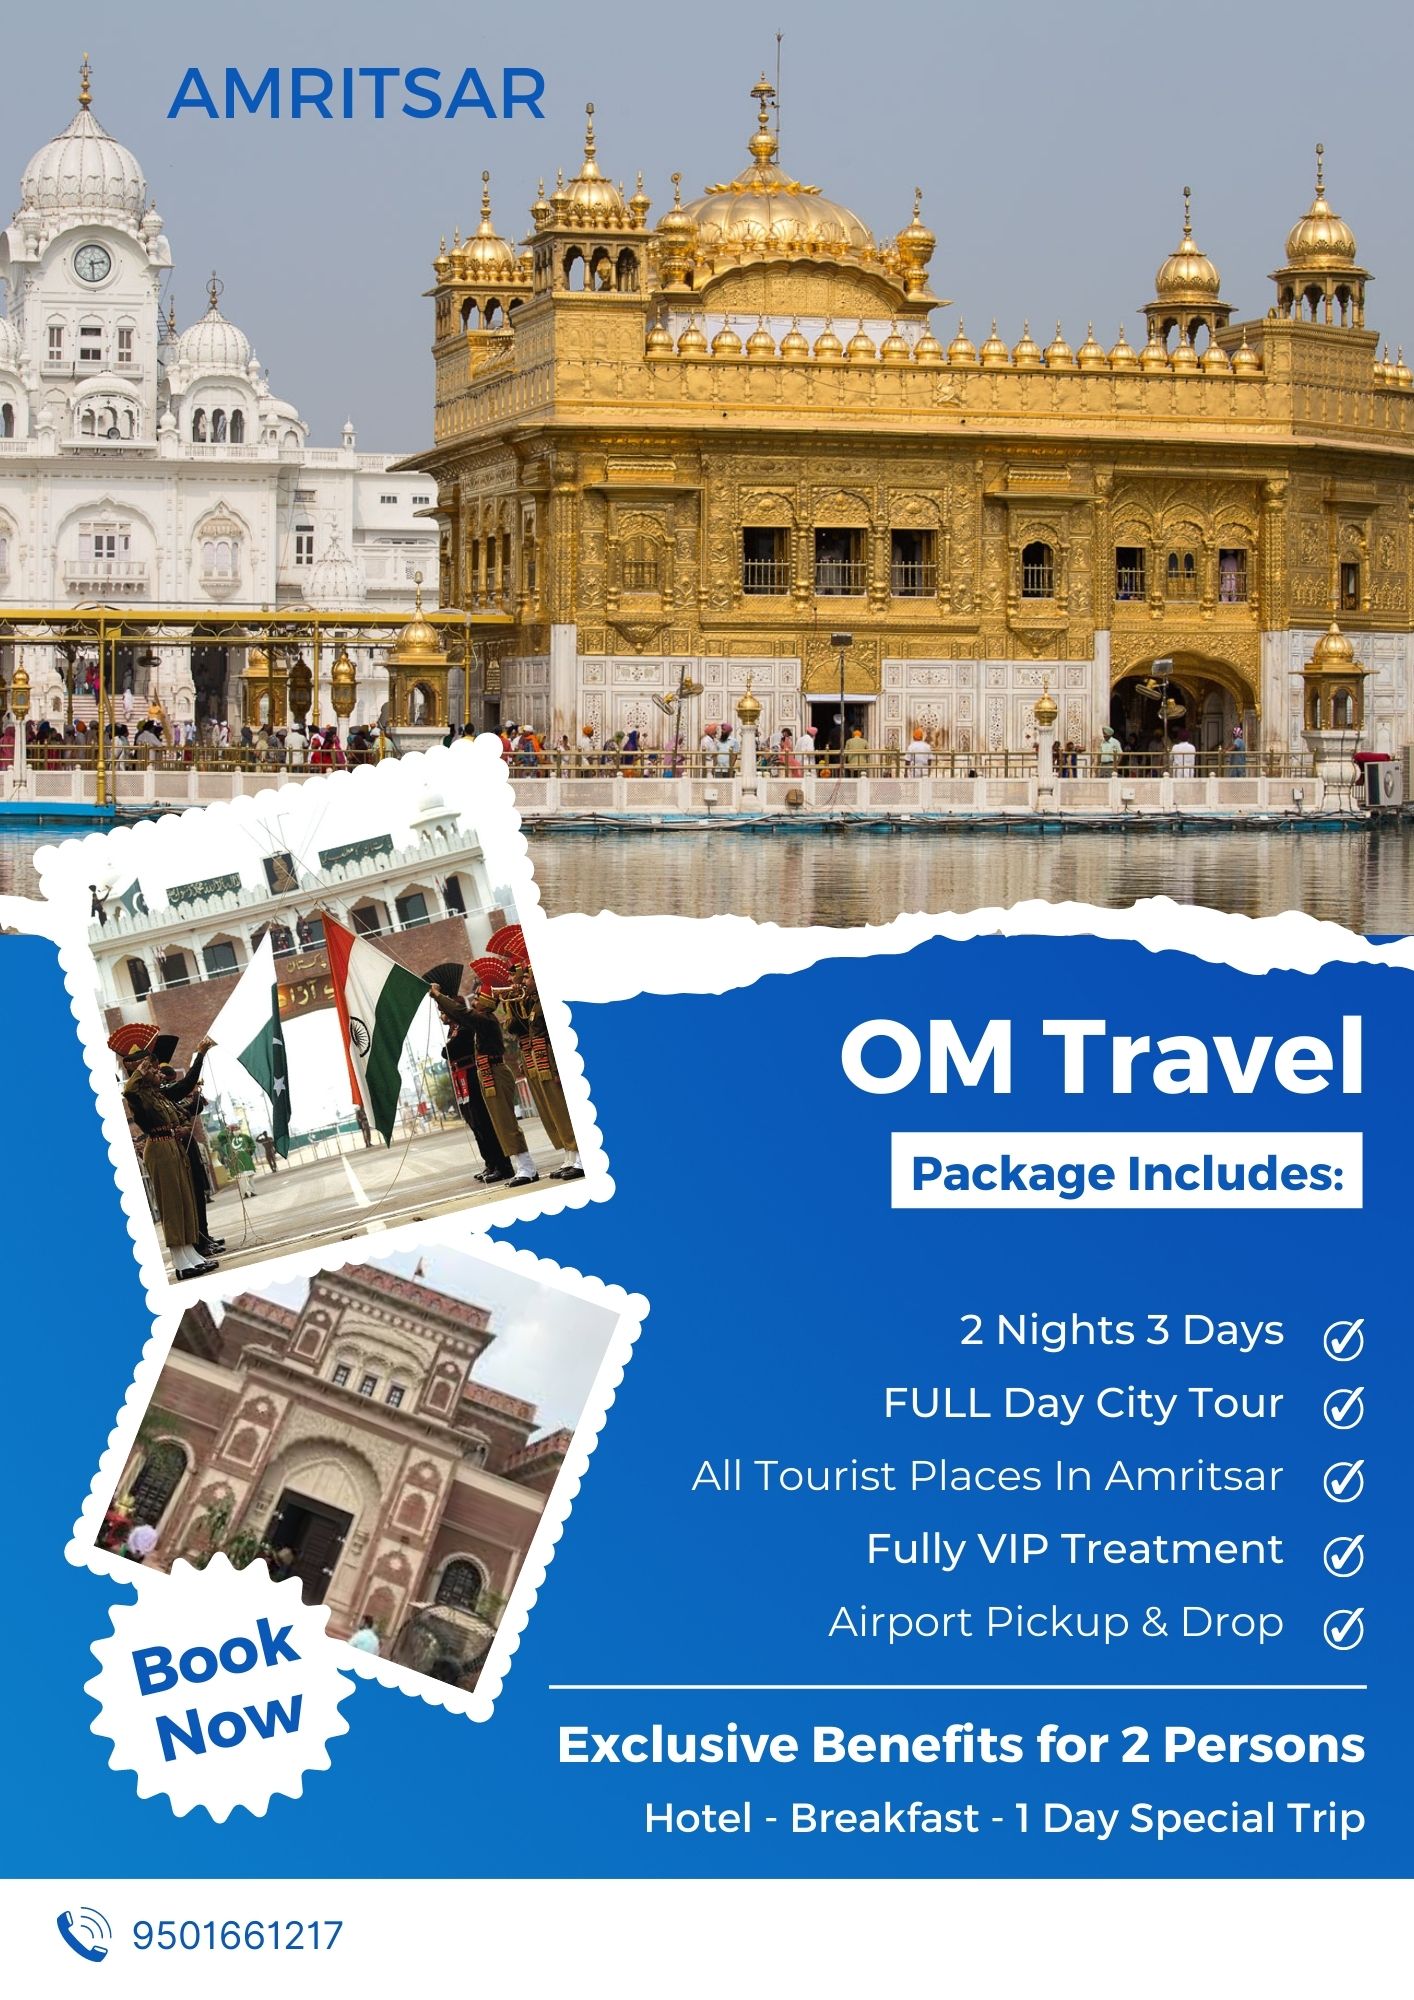 AMRITSAR
OM Travel
Package Includes:
2 Nights 3 Days
FULL Day City Tour
All Tourist Places In Amritsar
Fully VIP Treatment
Airport Pickup & Drop
Book
Now
Exclusive Benefits for 2 Persons
Hotel - Breakfast - 1 Day Special Trip
9501661217